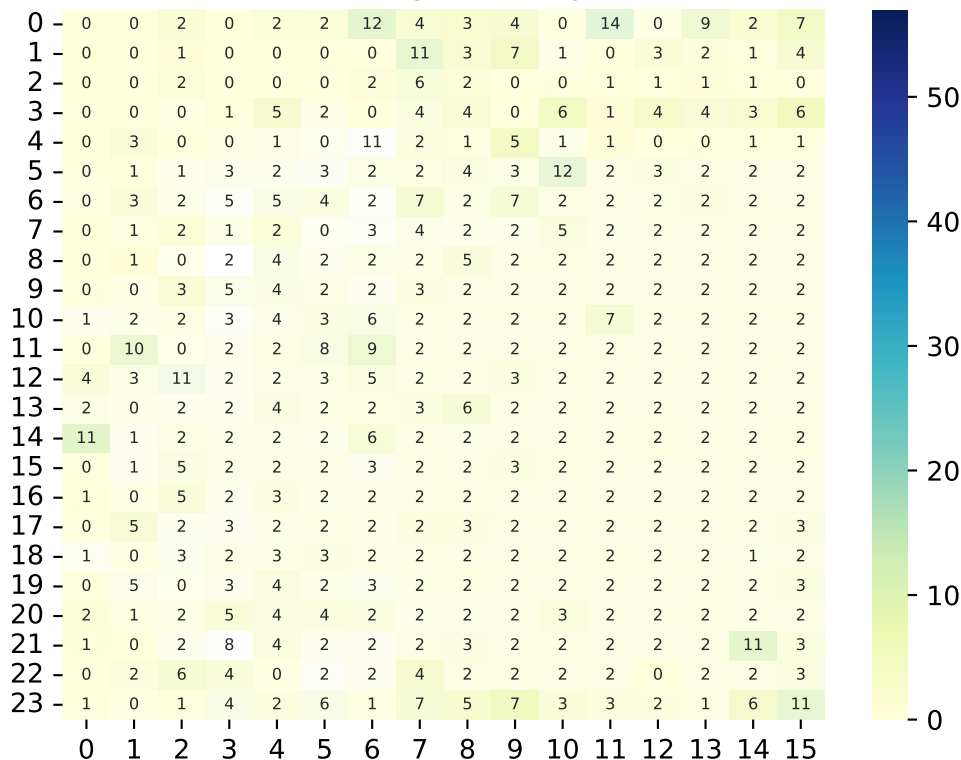 0 0 0 2 0 2 2 12 4 3 4 0 14 0 9 2 7
1 0 0 1 0 0 0 0 11 3 7 1 0 3 2 1 4
2 0 0 2 0 0 0 2 6 2 0 0 1 1 1 1 0
3 0 0 0 1 5 2 0 4 4 0 6 1 4 4 3 6
4 0 3 0 0 1 0 11 2 1 5 1 1 0 0 1 1
5 0 1 1 3 2 3 2 2 4 3 12 2 3 2 2 2
6 0 3 2 5 5 4 2 7 2 7 2 2 2 2 2 2
7 0 1 2 1 2 0 3 4 2 2 5 2 2 2 2 2
8 0 1 0 2 4 2 2 2 5 2 2 2 2 2 2 2
9 0 0 3 5 4 2 2 3 2 2 2 2 2 2 2 2
10 1 2 2 3 4 3 6 2 2 2 2 7 2 2 2 2
11 0 10 0 2 2 8 9 2 2 2 2 2 2 2 2 2
12 4 3 11 2 2 3 5 2 2 3 2 2 2 2 2 2
13 2 0 2 2 4 2 2 3 6 2 2 2 2 2 2 2
14 11 1 2 2 2 2 6 2 2 2 2 2 2 2 2 2
15 0 1 5 2 2 2 3 2 2 3 2 2 2 2 2 2
16 1 0 5 2 3 2 2 2 2 2 2 2 2 2 2 2
17 0 5 2 3 2 2 2 2 3 2 2 2 2 2 2 3
18 1 0 3 2 3 3 2 2 2 2 2 2 2 2 1 2
19 0 5 0 3 4 2 3 2 2 2 2 2 2 2 2 3
20 2 1 2 5 4 4 2 2 2 2 3 2 2 2 2 2
21 1 0 2 8 4 2 2 2 3 2 2 2 2 2 11 3
22 0 2 6 4 0 2 2 4 2 2 2 2 0 2 2 3
23 1 0 1 4 2 6 1 7 5 7 3 3 2 1 6 11
0 1 2 3 4 5 6 7 8 9 10 11 12 13 14 15
50
40
30
20
10
0